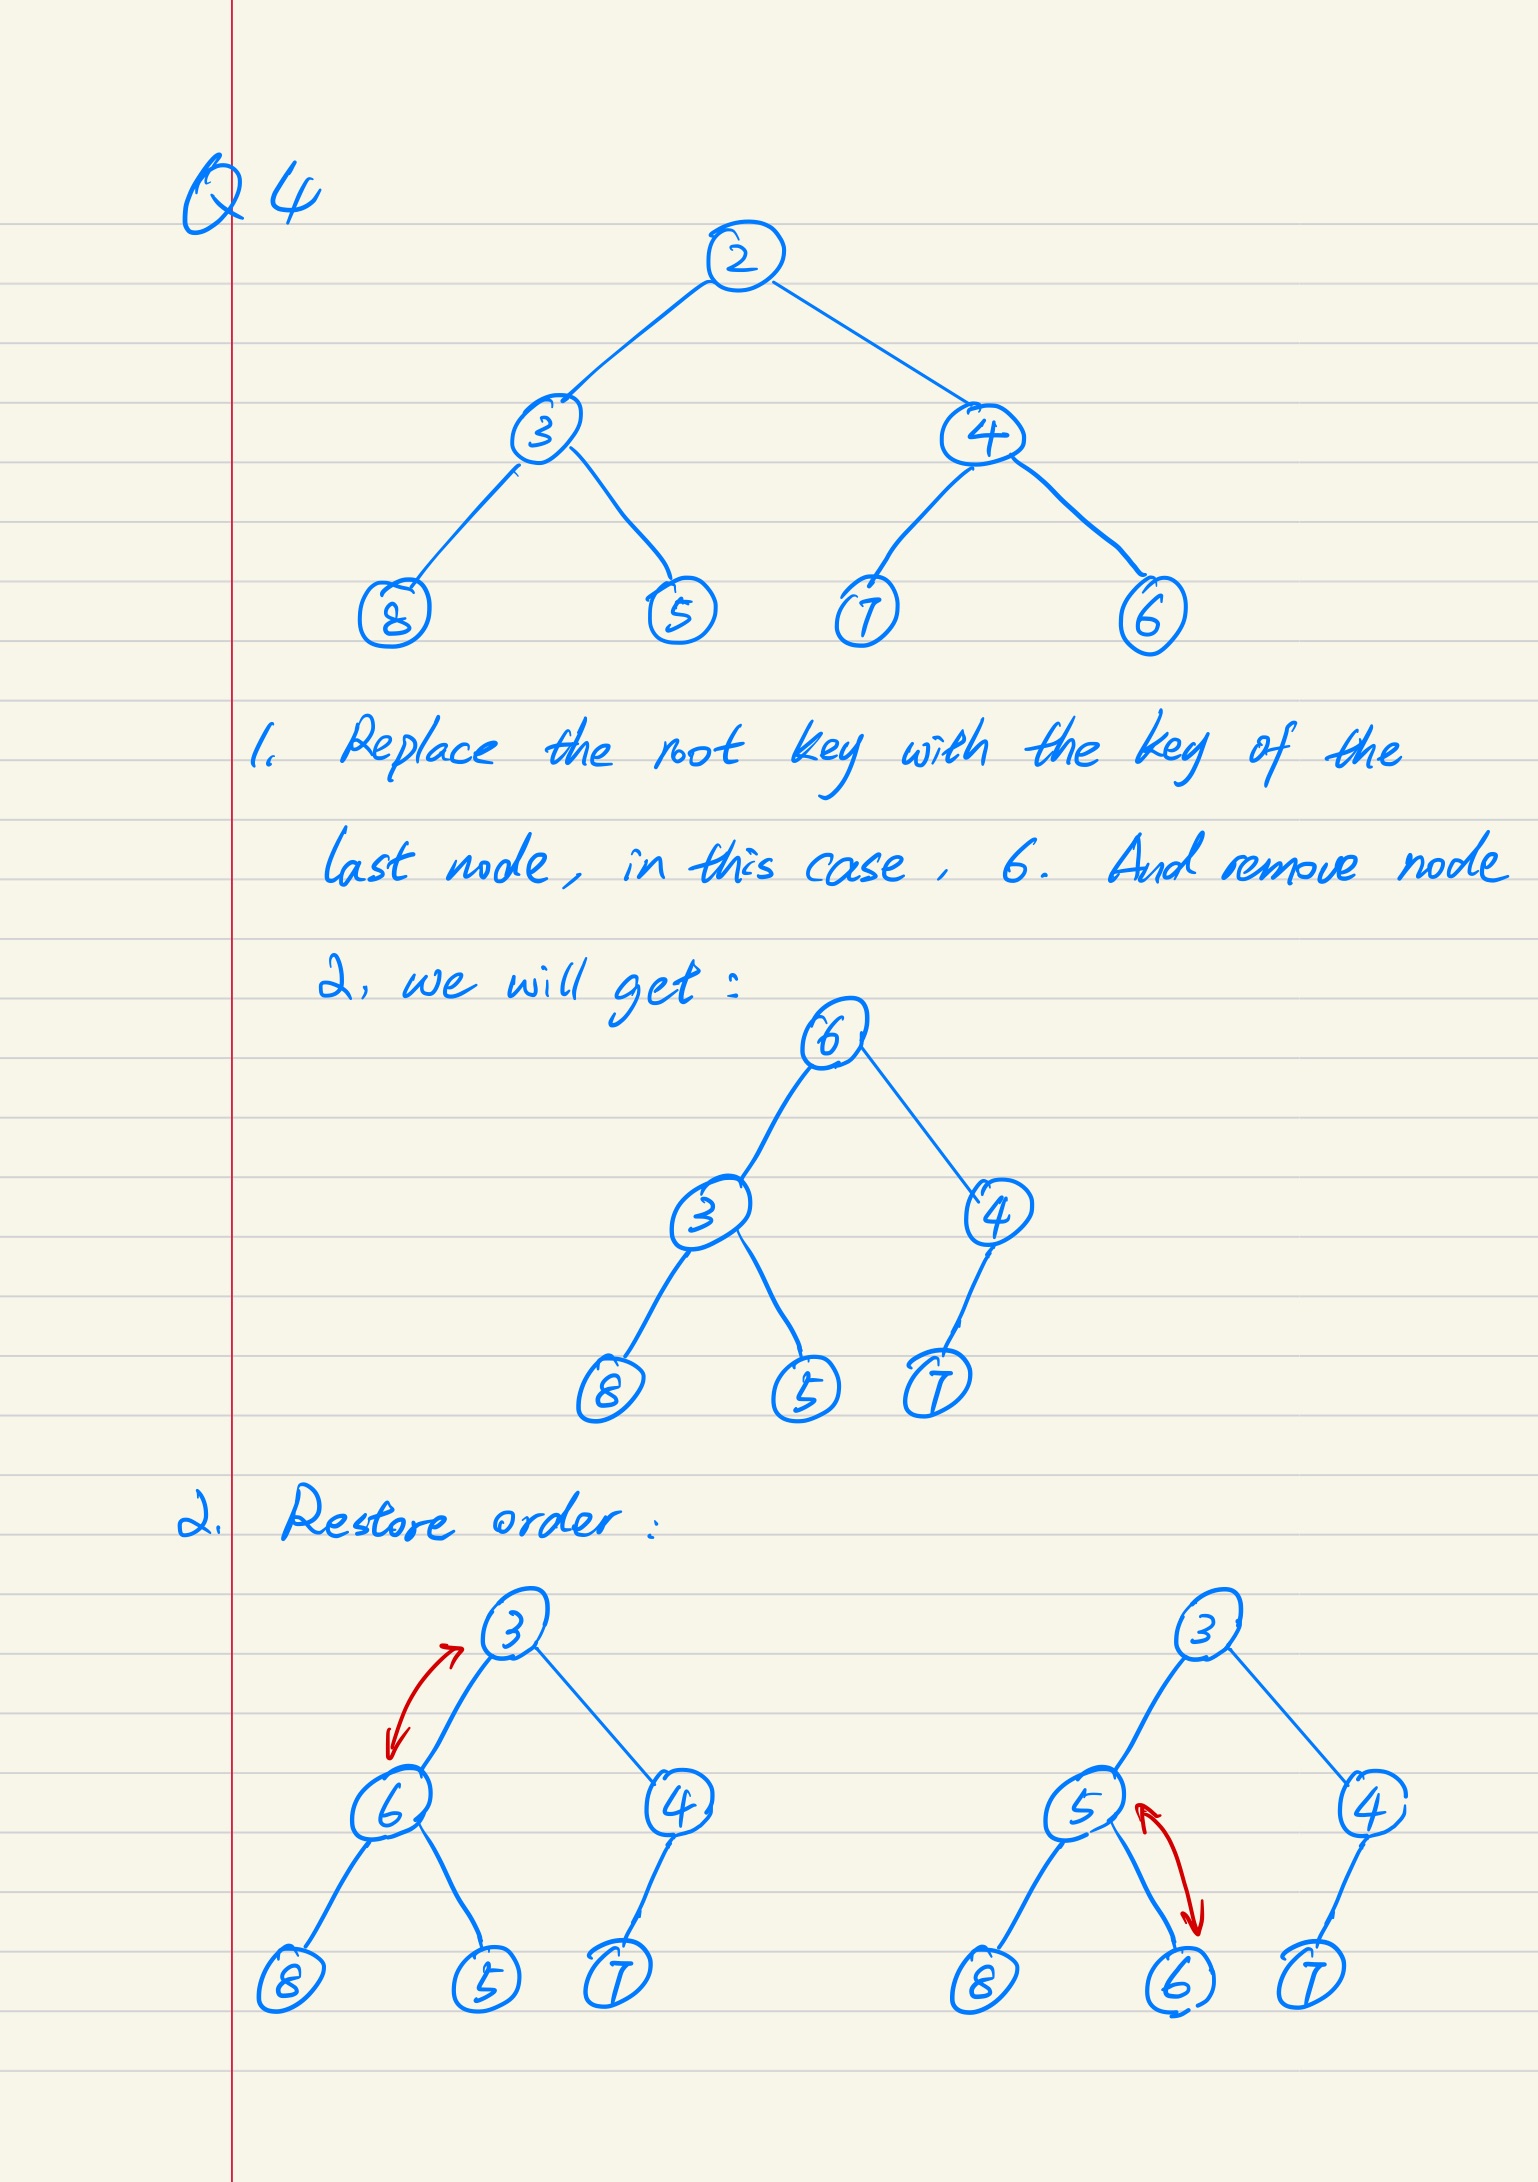 Q4
2
3 4
8 5 7 6
1. Replace the root key with the key of the
last node, in this case, 6. And remove node
2, we will get:
6
3 4
8 5 7
2. Restore order:
3 3
6 4 5 4
8 5 7 8 6 7